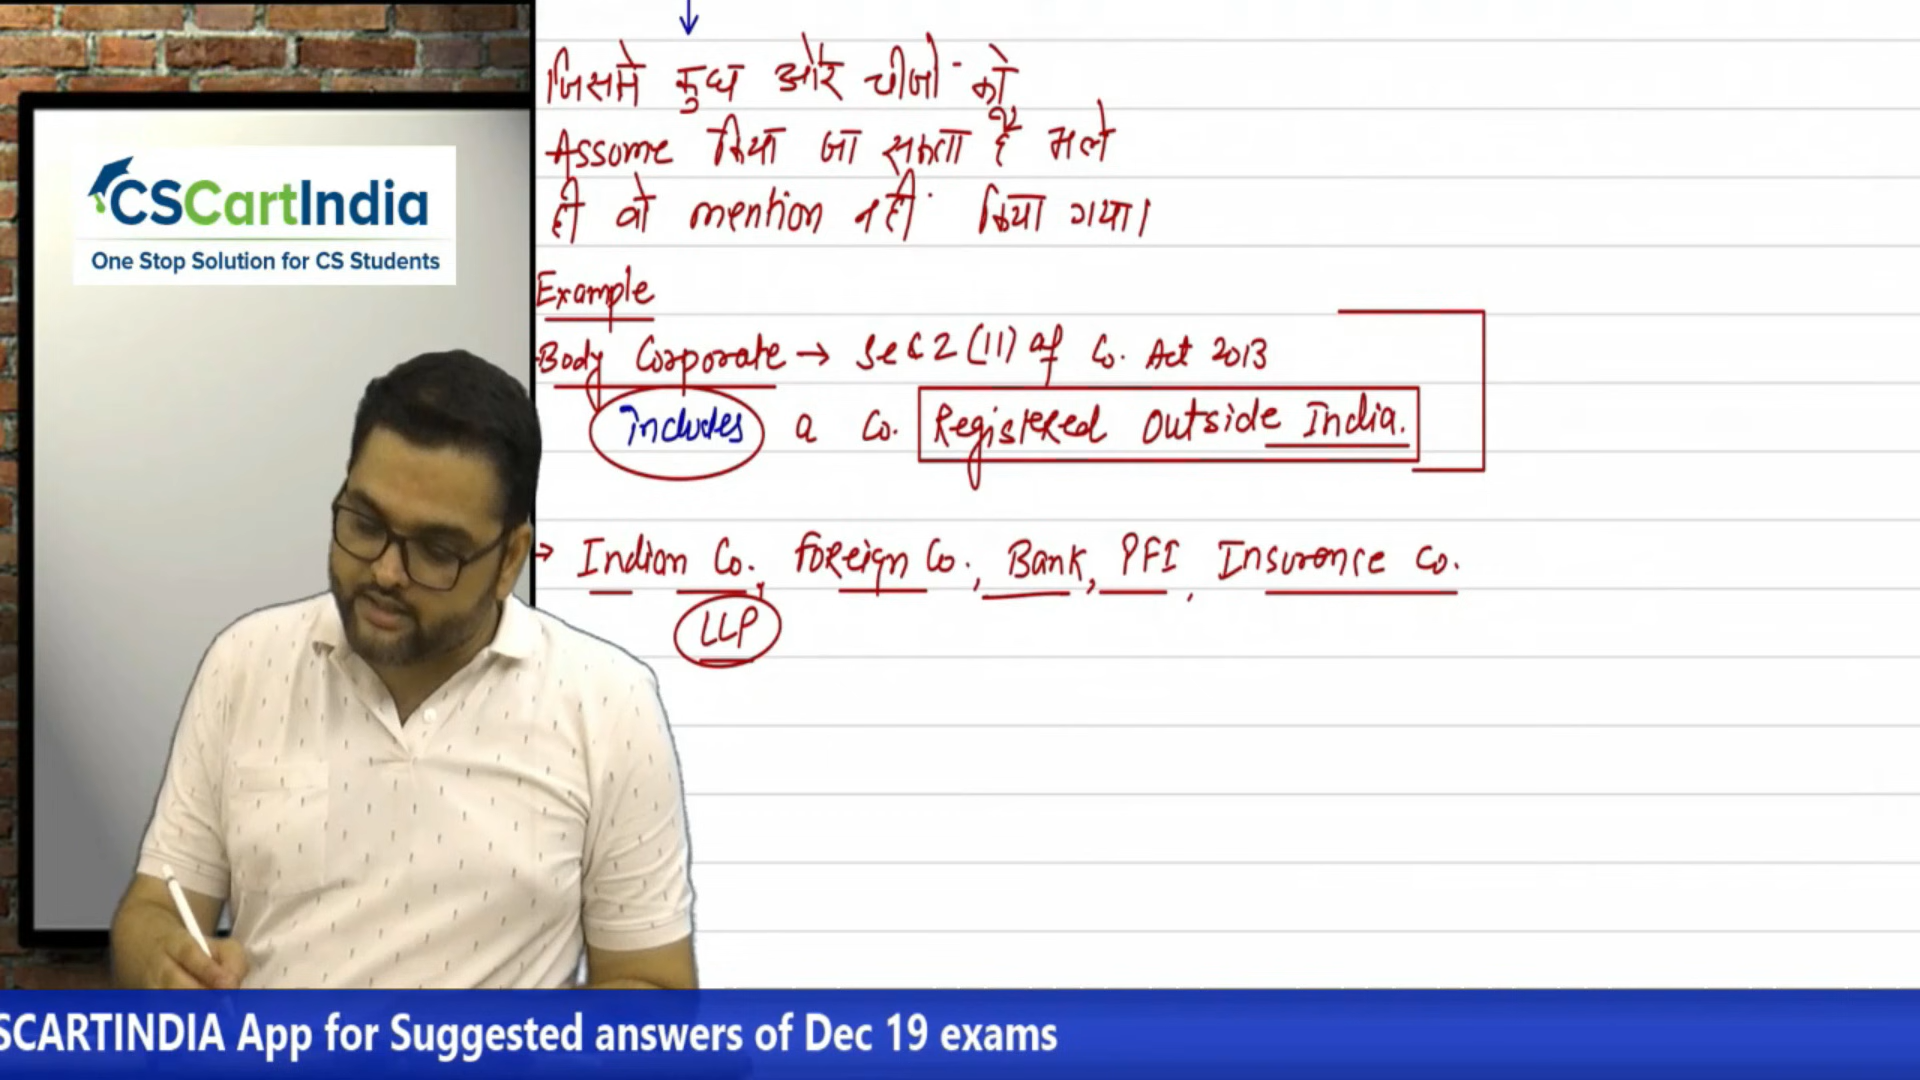 CSCartIndia
One Stop Solution for CS Students
जिसमे कुछ और चीजों को
Assume किया जा सकता है भले
ही वो mention नहीं किया गया।
Example
Body Corporate → Sec 2 (11) of Co. Act 2013
includes a Co. Registered Outside India.
→ Indian Co., Foreign Co., Bank, PFI, Insurence Co.
LLP
SCARTINDIA App for Suggested answers of Dec 19 exams